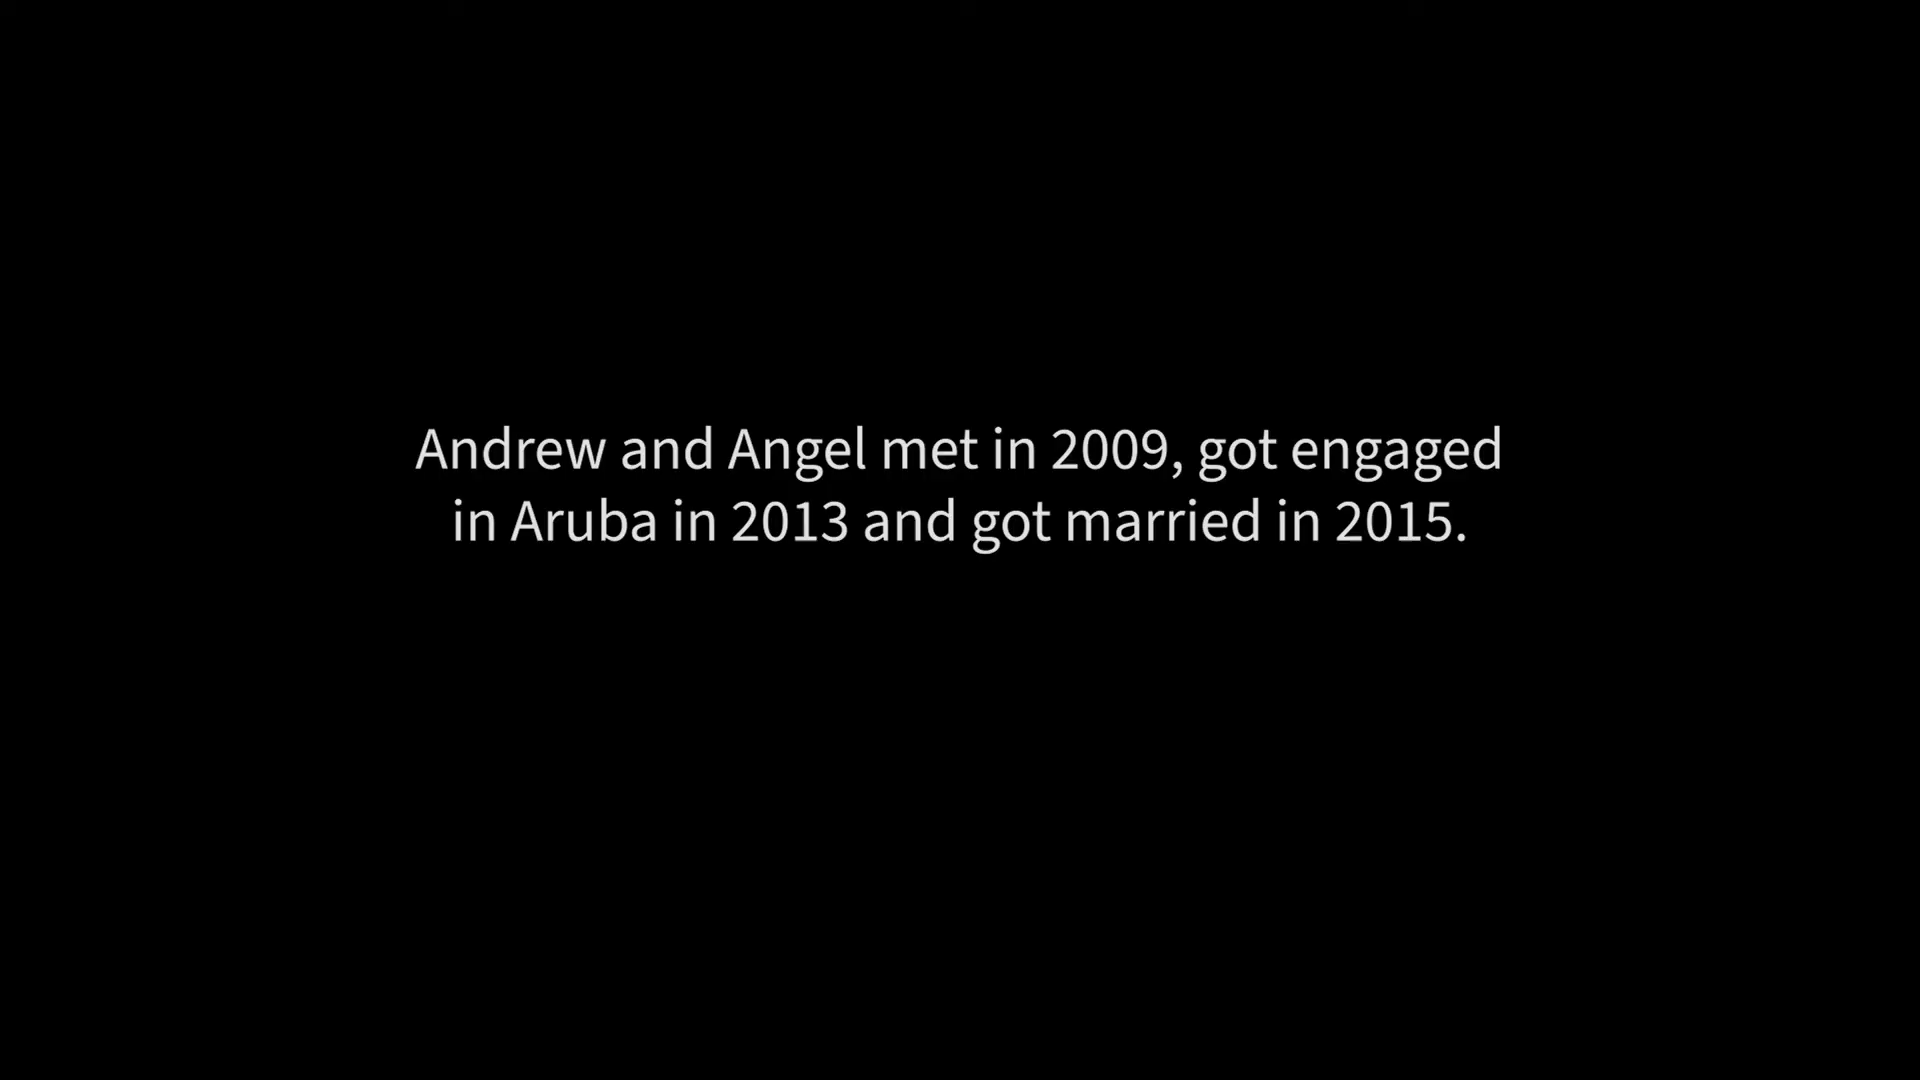 Andrew and Angel met in 2009, got engaged
in Aruba in 2013 and got married in 2015.